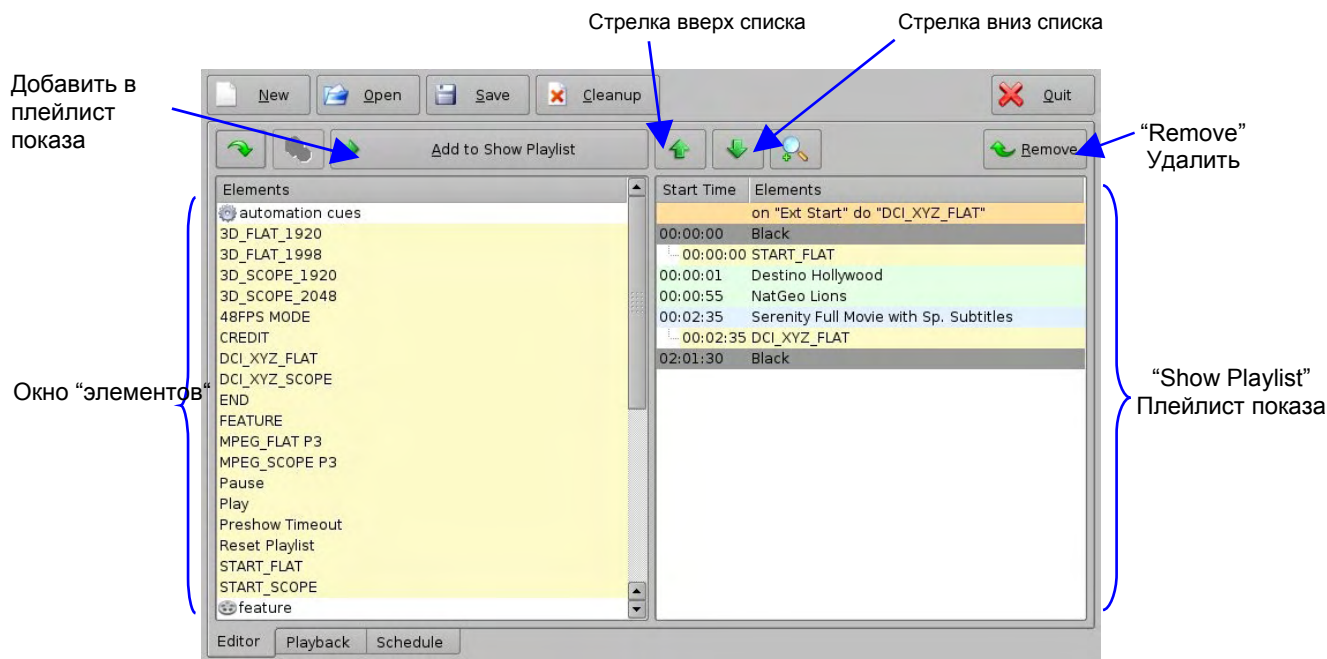 Стрелка вверх списка
Стрелка вниз списка
Добавить в
плейлист
показа
New
Open
Save
Cleanup
Quit
Add to Show Playlist
Remove
“Remove”
Удалить
Elements
automation cues
3D_FLAT_1920
3D_FLAT_1998
3D_SCOPE_1920
3D_SCOPE_2048
48FPS MODE
CREDIT
DCI_XYZ_FLAT
DCI_XYZ_SCOPE
END
FEATURE
MPEG_FLAT P3
MPEG_SCOPE P3
Pause
Play
Preshow Timeout
Reset Playlist
START_FLAT
START_SCOPE
feature
Окно “элементов“
Start Time Elements
on "Ext Start" do "DCI_XYZ_FLAT"
00:00:00 Black
00:00:00 START_FLAT
00:00:01 Destino Hollywood
00:00:55 NatGeo Lions
00:02:35 Serenity Full Movie with Sp. Subtitles
00:02:35 DCI_XYZ_FLAT
02:01:30 Black
“Show Playlist”
Плейлист показа
Editor Playback Schedule